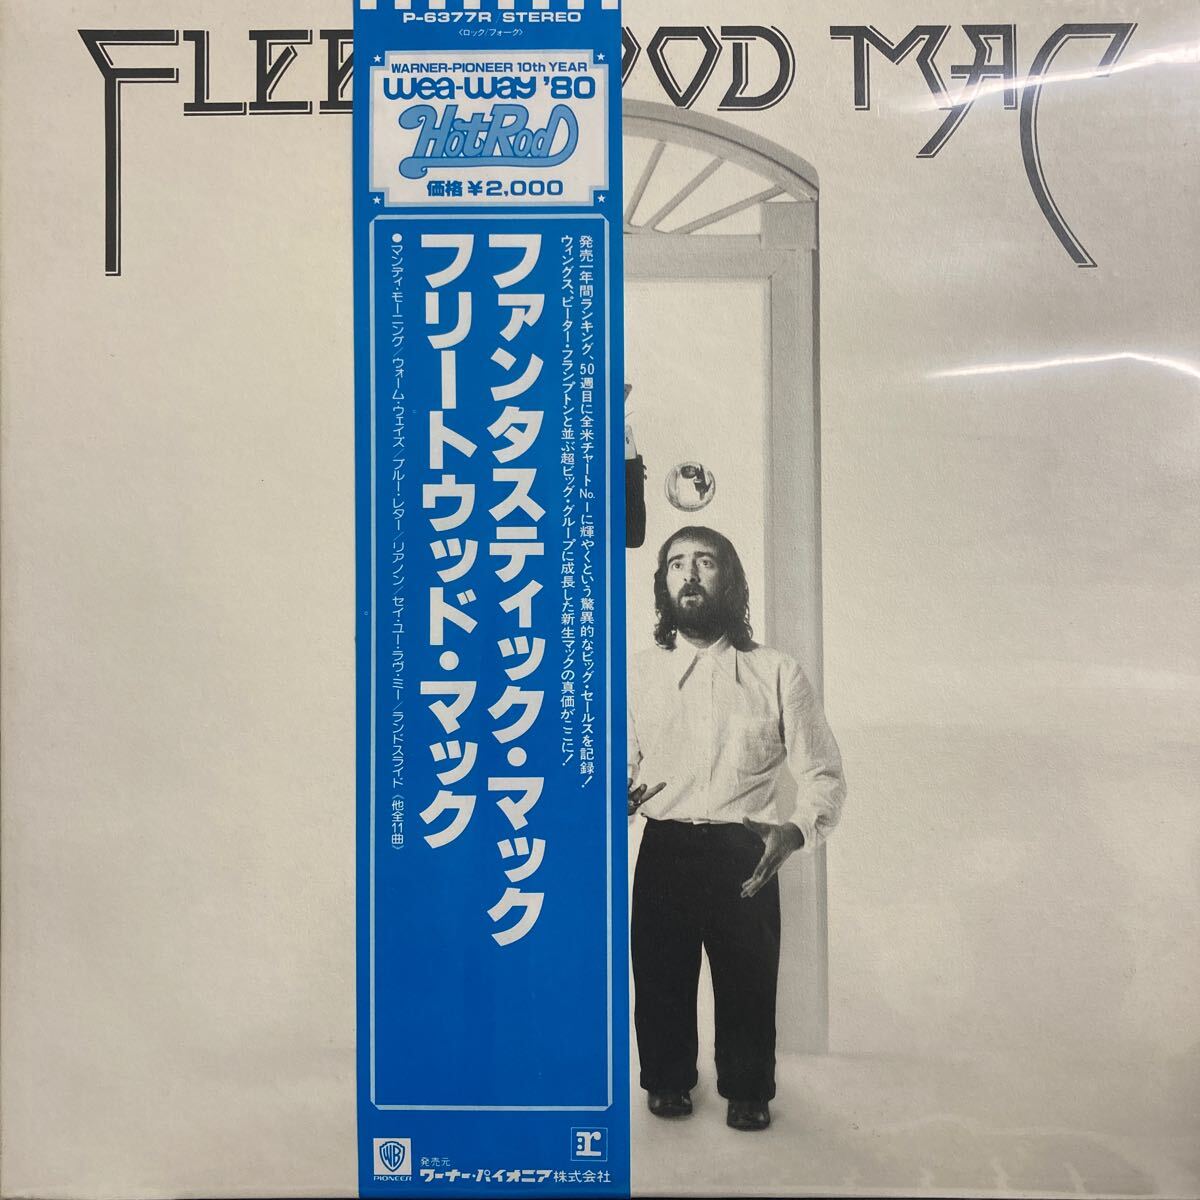 P-6377R/STEREO
〈ロック/フォーク〉
FLEE
OOD MAC
WARNER-PIONEER 10th YEAR
wea-way '80
HotRod
価格¥2,000
発売一年間ランキング、50週目に全米チャートNo.1に輝やくという驚異的なビッグ・セールスを記録!
ウィングス、ピーター・フランプトンと並ぶ超ビッグ・グループに成長した新生マックの真価がここに!
ファンタスティック・マック
フリートウッド・マック
●マンデイ・モーニング/ウォーム・ウェイズ/ブルー・レター/リアノン/セイ・ユー・ラヴ・ミー/ランドスライド《他全11曲》
WB
PIONEER
発売元
ワーナー・パイオニア株式会社
:r